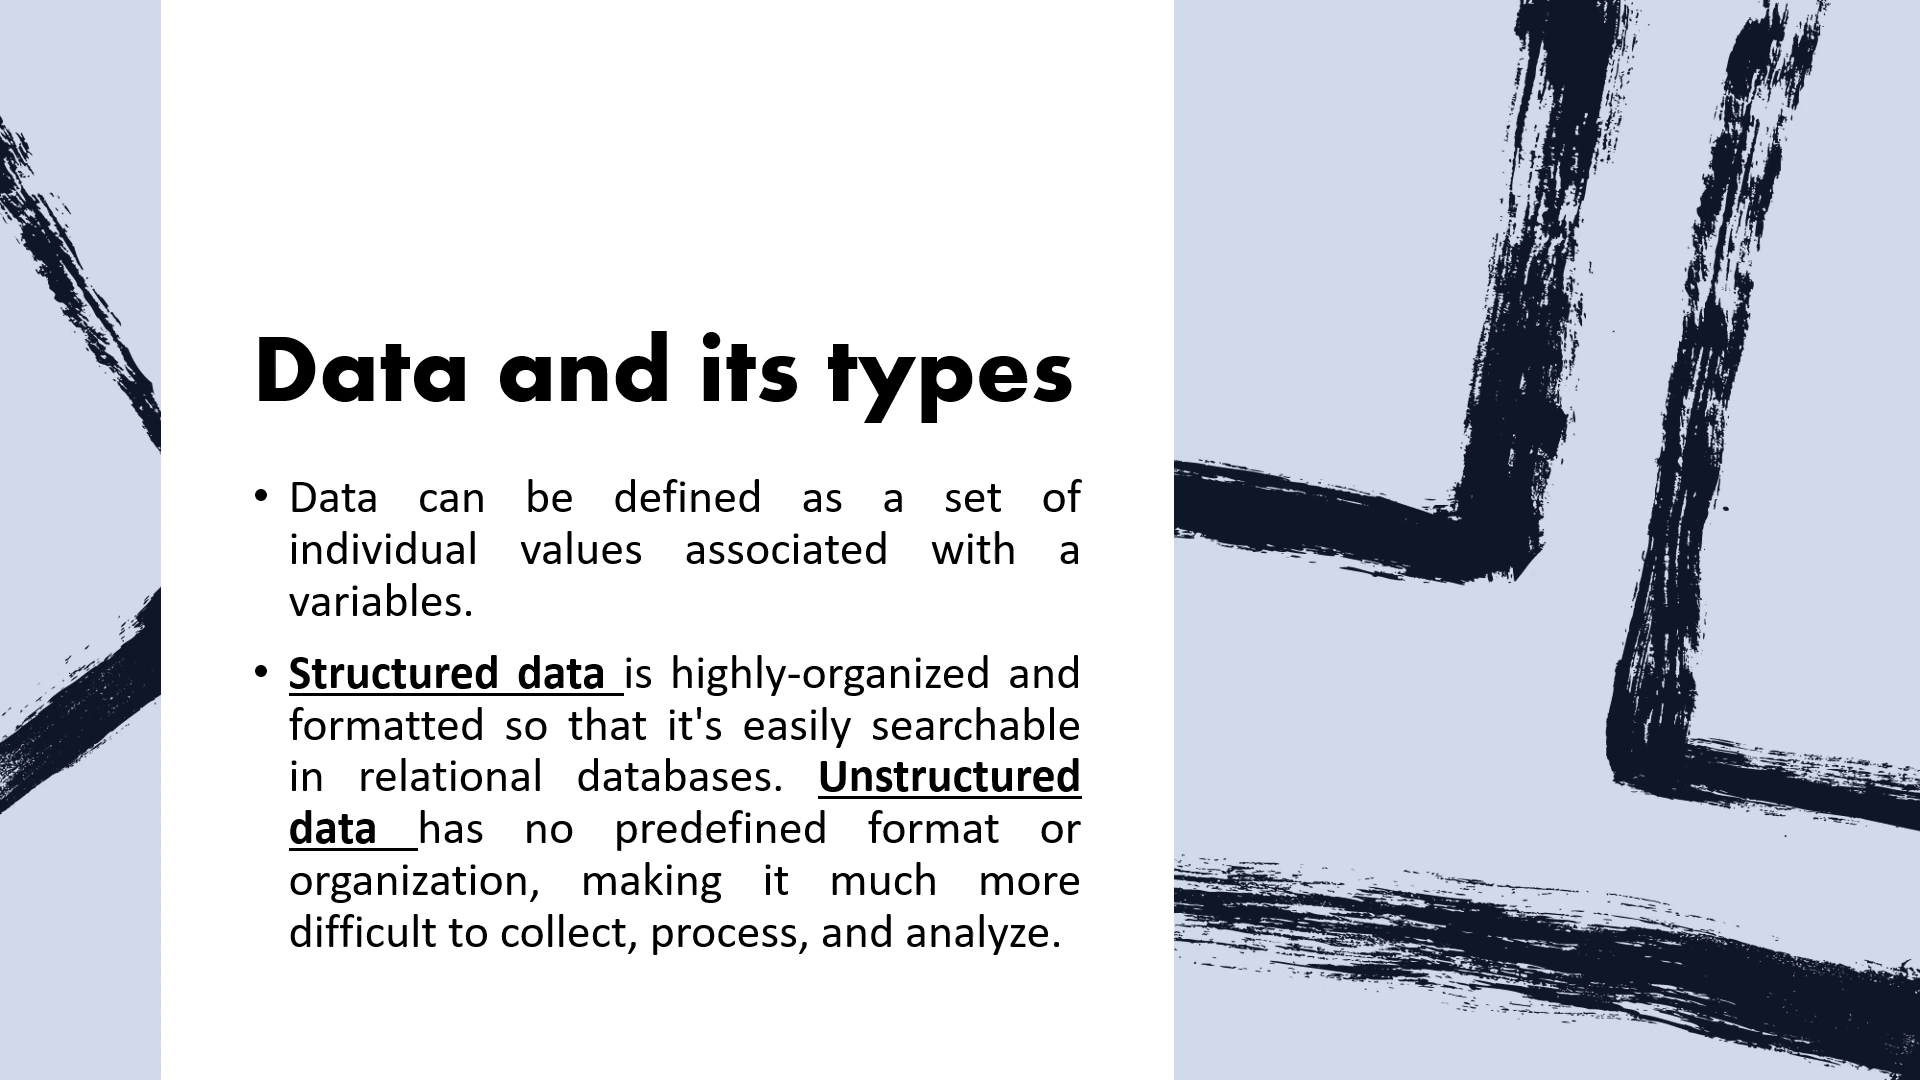 Data and its types
• Data can be defined as a set of
individual values associated with a
variables.
• Structured data is highly-organized and
formatted so that it's easily searchable
in relational databases. Unstructured
data has no predefined format or
organization, making it much more
difficult to collect, process, and analyze.